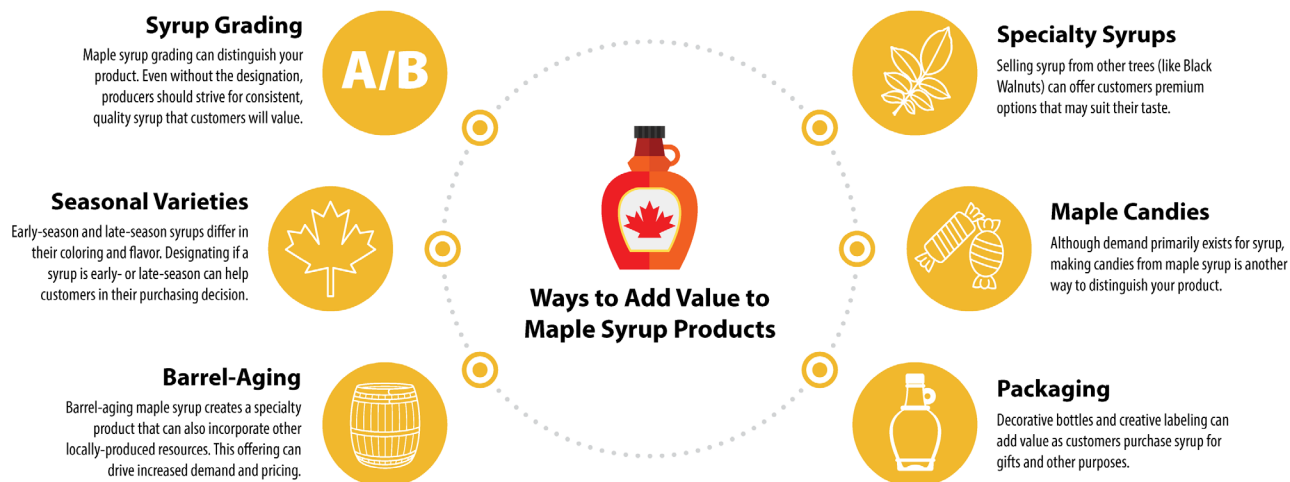 Syrup Grading
Maple syrup grading can distinguish your
product. Even without the designation,
producers should strive for consistent,
quality syrup that customers will value.
A/B
Seasonal Varieties
Early-season and late-season syrups differ in
their coloring and flavor. Designating if a
syrup is early- or late-season can help
customers in their purchasing decision.
Barrel-Aging
Barrel-aging maple syrup creates a specialty
product that can also incorporate other
locally-produced resources. This offering can
drive increased demand and pricing.
Ways to Add Value to
Maple Syrup Products
Specialty Syrups
Selling syrup from other trees (like Black
Walnuts) can offer customers premium
options that may suit their taste.
Maple Candies
Although demand primarily exists for syrup,
making candies from maple syrup is another
way to distinguish your product.
Packaging
Decorative bottles and creative labeling can
add value as customers purchase syrup for
gifts and other purposes.